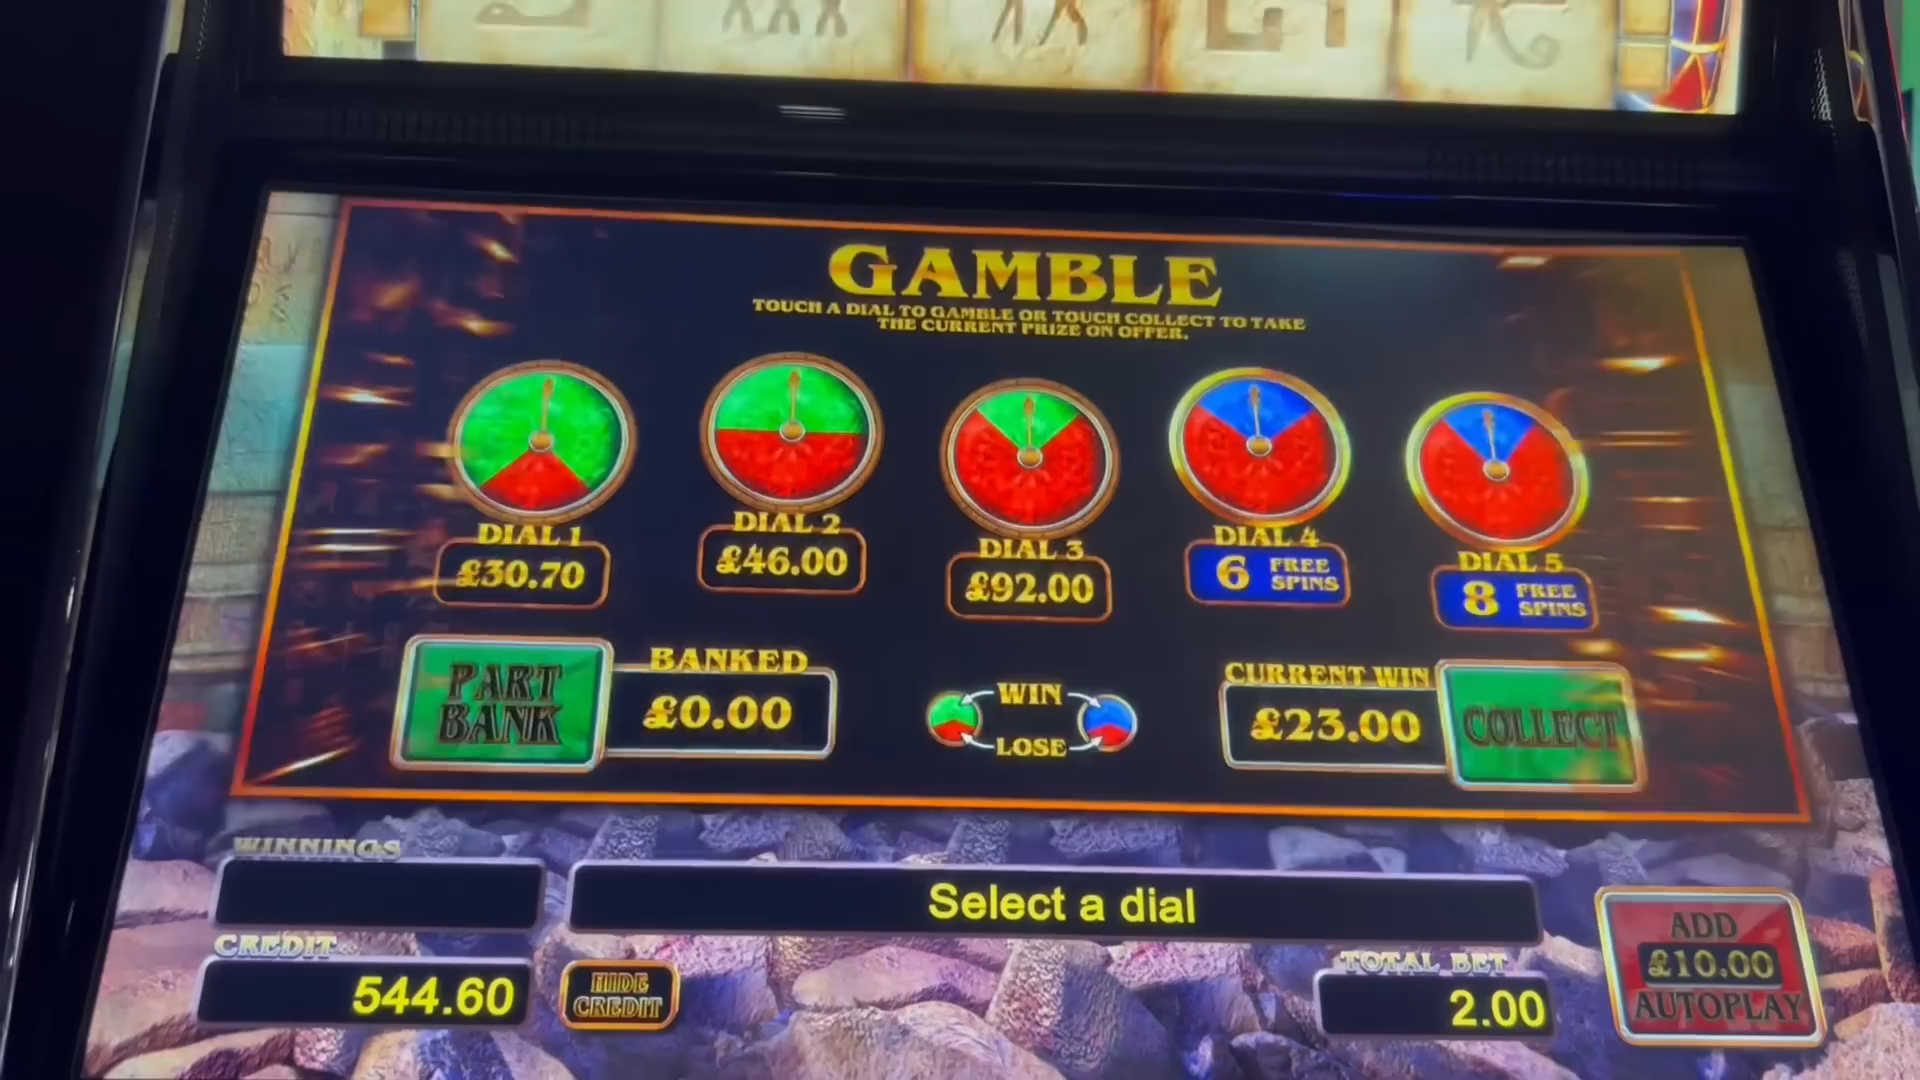 GAMBLE
TOUCH A DIAL TO GAMBLE OR TOUCH COLLECT TO TAKE
THE CURRENT PRIZE ON OFFER.
DIAL 1
£30.70
DIAL 2
£46.00
DIAL 3
£92.00
DIAL 4
6 FREE
SPINS
DIAL 5
8 FREE
SPINS
PART
BANK
BANKED
£0.00
WIN
LOSE
CURRENT WIN
£23.00
COLLECT
WINNINGS
Select a dial
CREDIT
544.60
HIDE
CREDIT
TOTAL BET
2.00
ADD
£10.00
AUTOPLAY